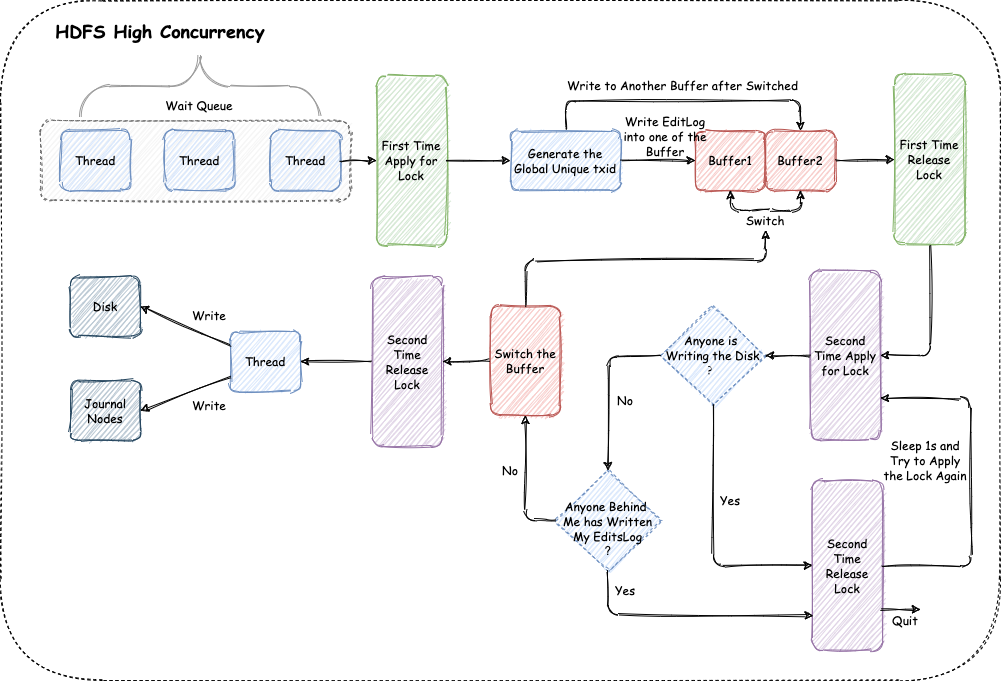 HDFS High Concurrency
Wait Queue
Thread
Thread
Thread
First Time
Apply for
Lock
Write to Another Buffer after Switched
Generate the
Global Unique txid
Write EditLog
into one of the
Buffer
Buffer1
Buffer2
Switch
First Time
Release
Lock
Disk
Journal
Nodes
Write
Write
Thread
Second
Time
Release
Lock
Switch the
Buffer
Anyone is
Writing the Disk
?
Second
Time Apply
for Lock
No
No
Anyone Behind
Me has Written
My EditsLog
?
Yes
Yes
Sleep 1s and
Try to Apply
the Lock Again
Second
Time
Release
Lock
Quit